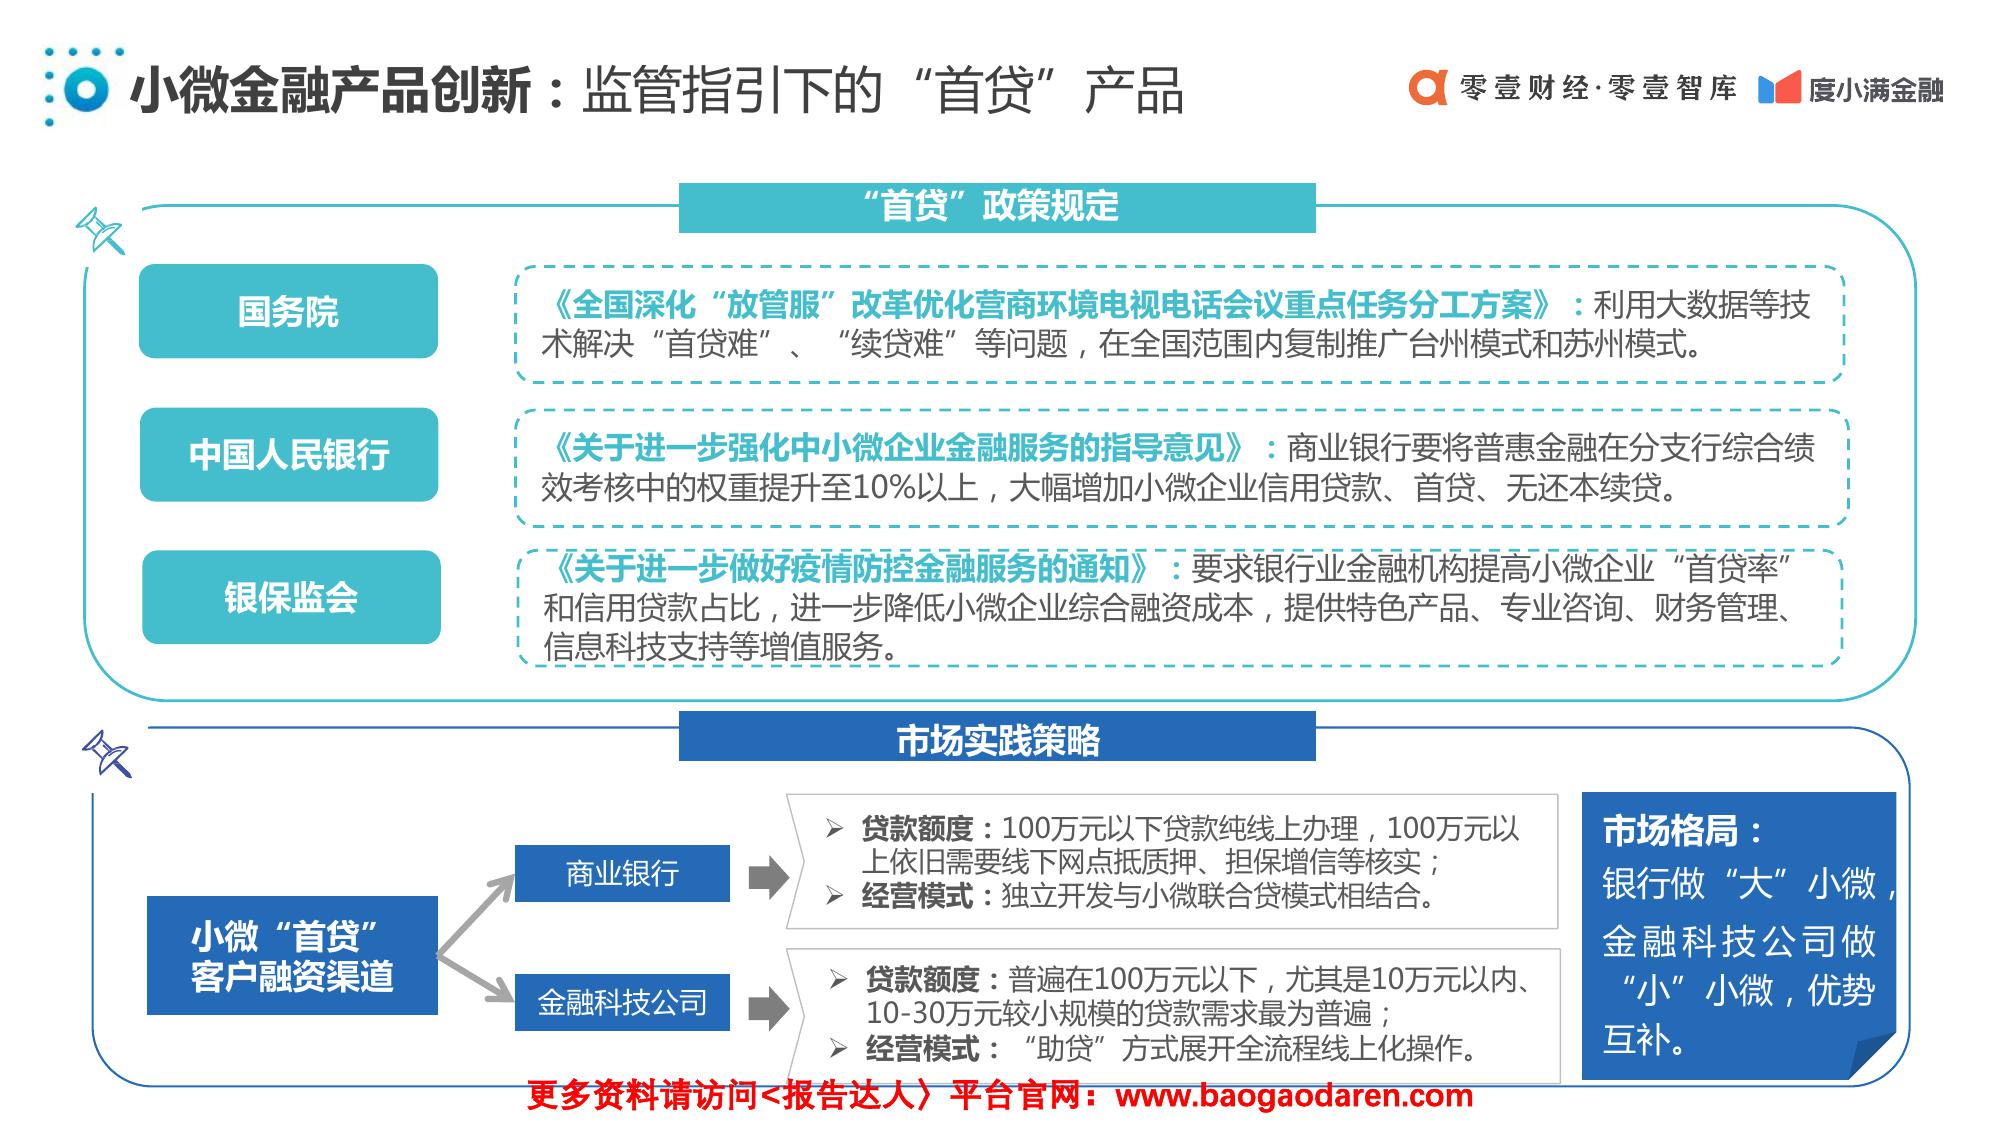 小微金融产品创新：监管指引下的“首贷”产品
零壹财经·零壹智库
度小满金融
“首贷”政策规定
国务院
《全国深化“放管服”改革优化营商环境电视电话会议重点任务分工方案》：利用大数据等技
术解决“首贷难”、“续贷难”等问题，在全国范围内复制推广台州模式和苏州模式。
中国人民银行
《关于进一步强化中小微企业金融服务的指导意见》：商业银行要将普惠金融在分支行综合绩
效考核中的权重提升至10%以上，大幅增加小微企业信用贷款、首贷、无还本续贷。
银保监会
《关于进一步做好疫情防控金融服务的通知》：要求银行业金融机构提高小微企业“首贷率”
和信用贷款占比，进一步降低小微企业综合融资成本，提供特色产品、专业咨询、财务管理、
信息科技支持等增值服务。
市场实践策略
小微“首贷”
客户融资渠道
商业银行
➢ 贷款额度：100万元以下贷款纯线上办理，100万元以
上依旧需要线下网点抵质押、担保增信等核实；
➢ 经营模式：独立开发与小微联合贷模式相结合。
金融科技公司
➢ 贷款额度：普遍在100万元以下，尤其是10万元以内、
10-30万元较小规模的贷款需求最为普遍；
➢ 经营模式：“助贷”方式展开全流程线上化操作。
市场格局：
银行做“大”小微，
金融科技公司做
“小”小微，优势
互补。
更多资料请访问<报告达人〉平台官网：www.baogaodaren.com